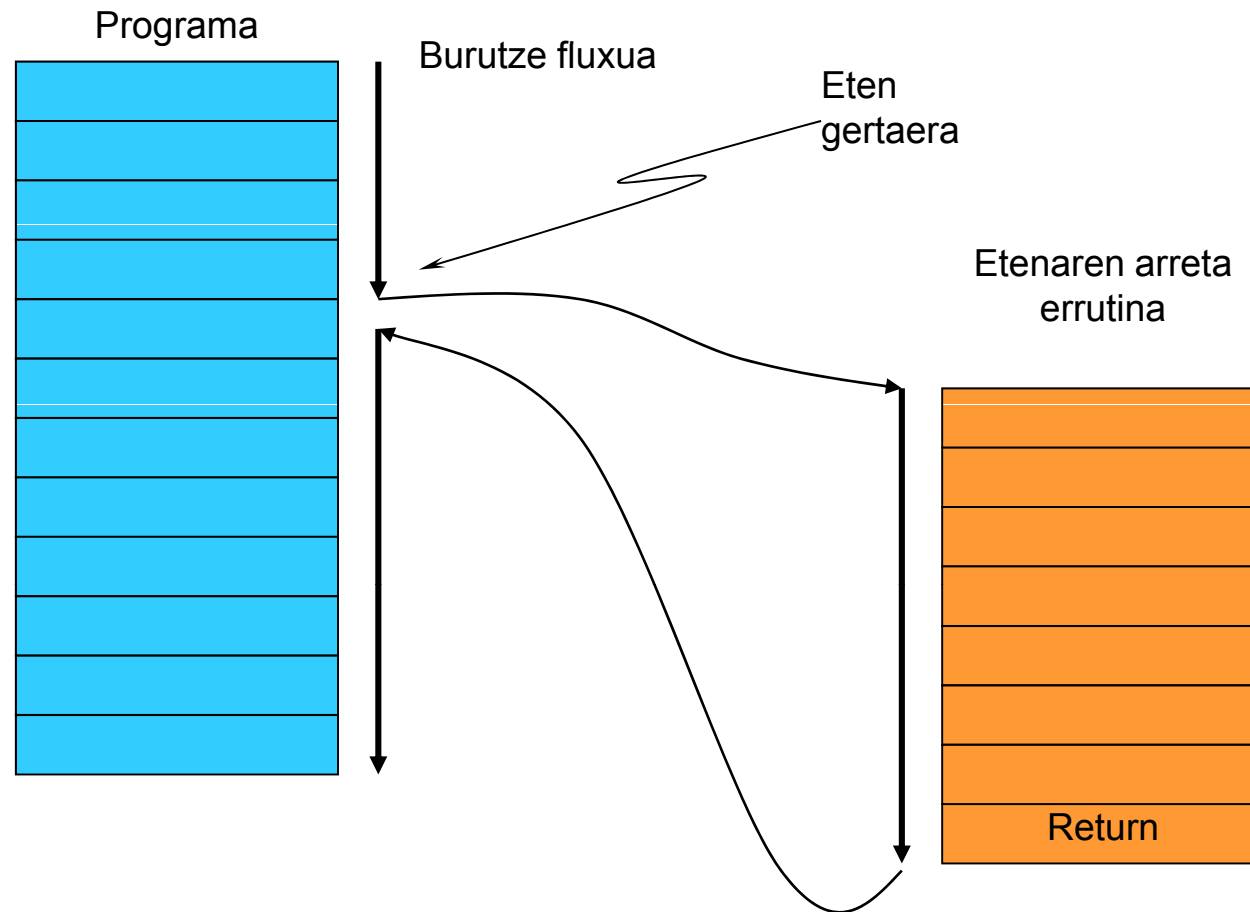 Programa
Burutze fluxua
Eten
gertaera
Etenaren arreta
errutina
Return